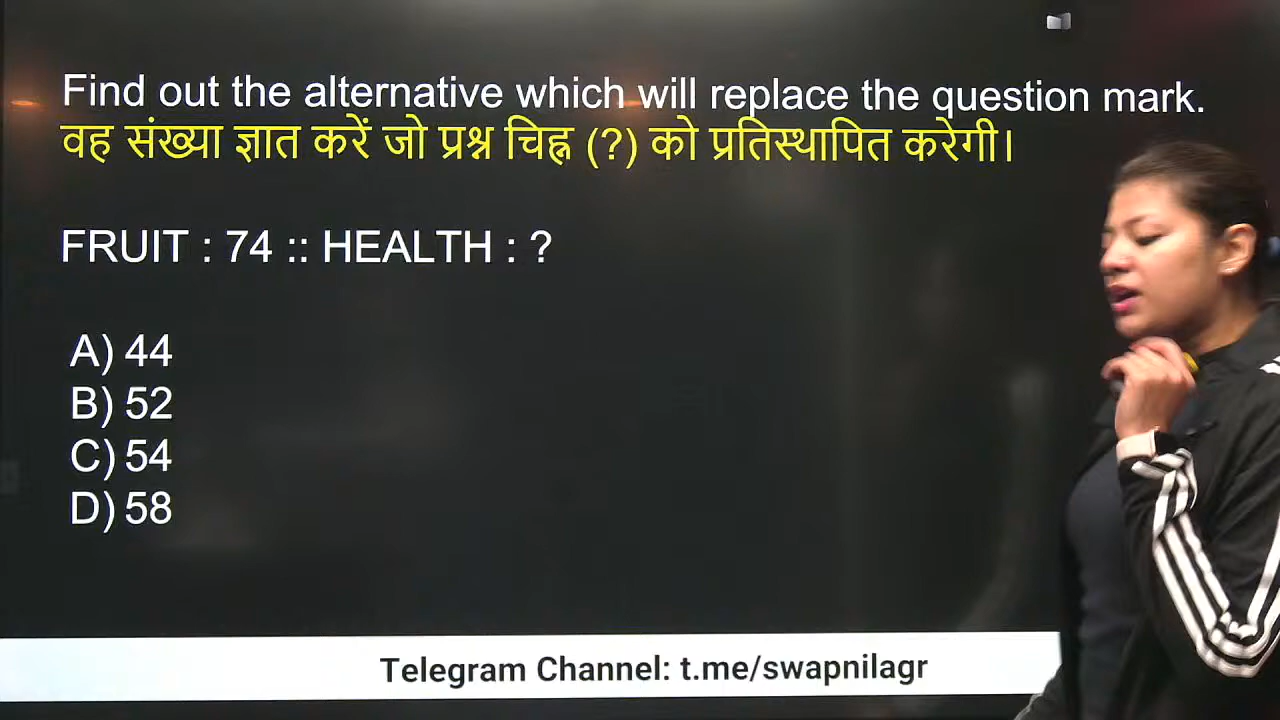 Find out the alternative which will replace the question mark.
वह संख्या ज्ञात करें जो प्रश्न चिह्न (?) को प्रतिस्थापित करेगी।
FRUIT : 74 :: HEALTH : ?
A) 44
B) 52
C) 54
D) 58
Telegram Channel: t.me/swapnilagr